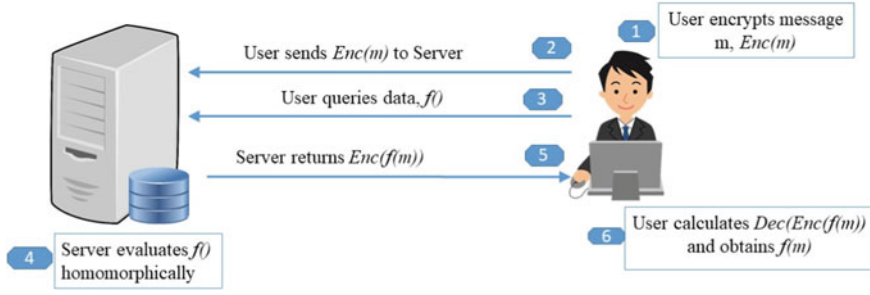 1
User encrypts message
m, Enc(m)
2
User sends Enc(m) to Server
3
User queries data, f()
Server returns Enc(f(m))
5
4
Server evaluates f()
homomorphically
6
User calculates Dec(Enc(f(m))
and obtains f(m)